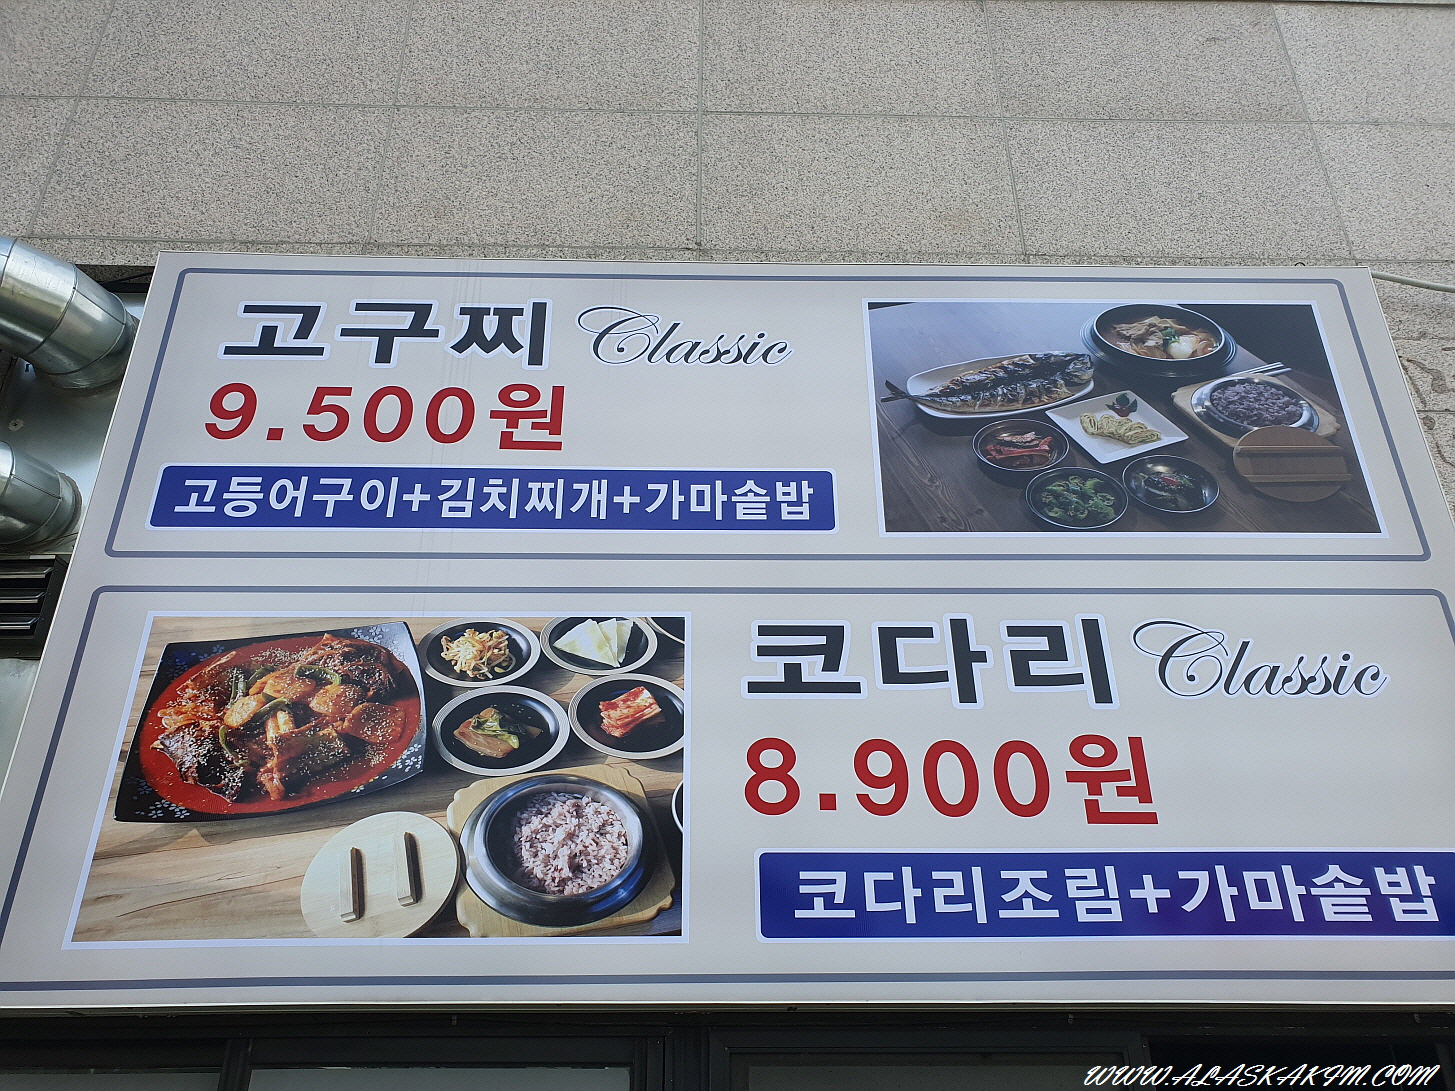 고구찌 Classic
9.500원
고등어구이+김치찌개+가마솥밥
코다리 Classic
8.900원
코다리조림+가마솥밥
WWW.ALASKAKIM.COM